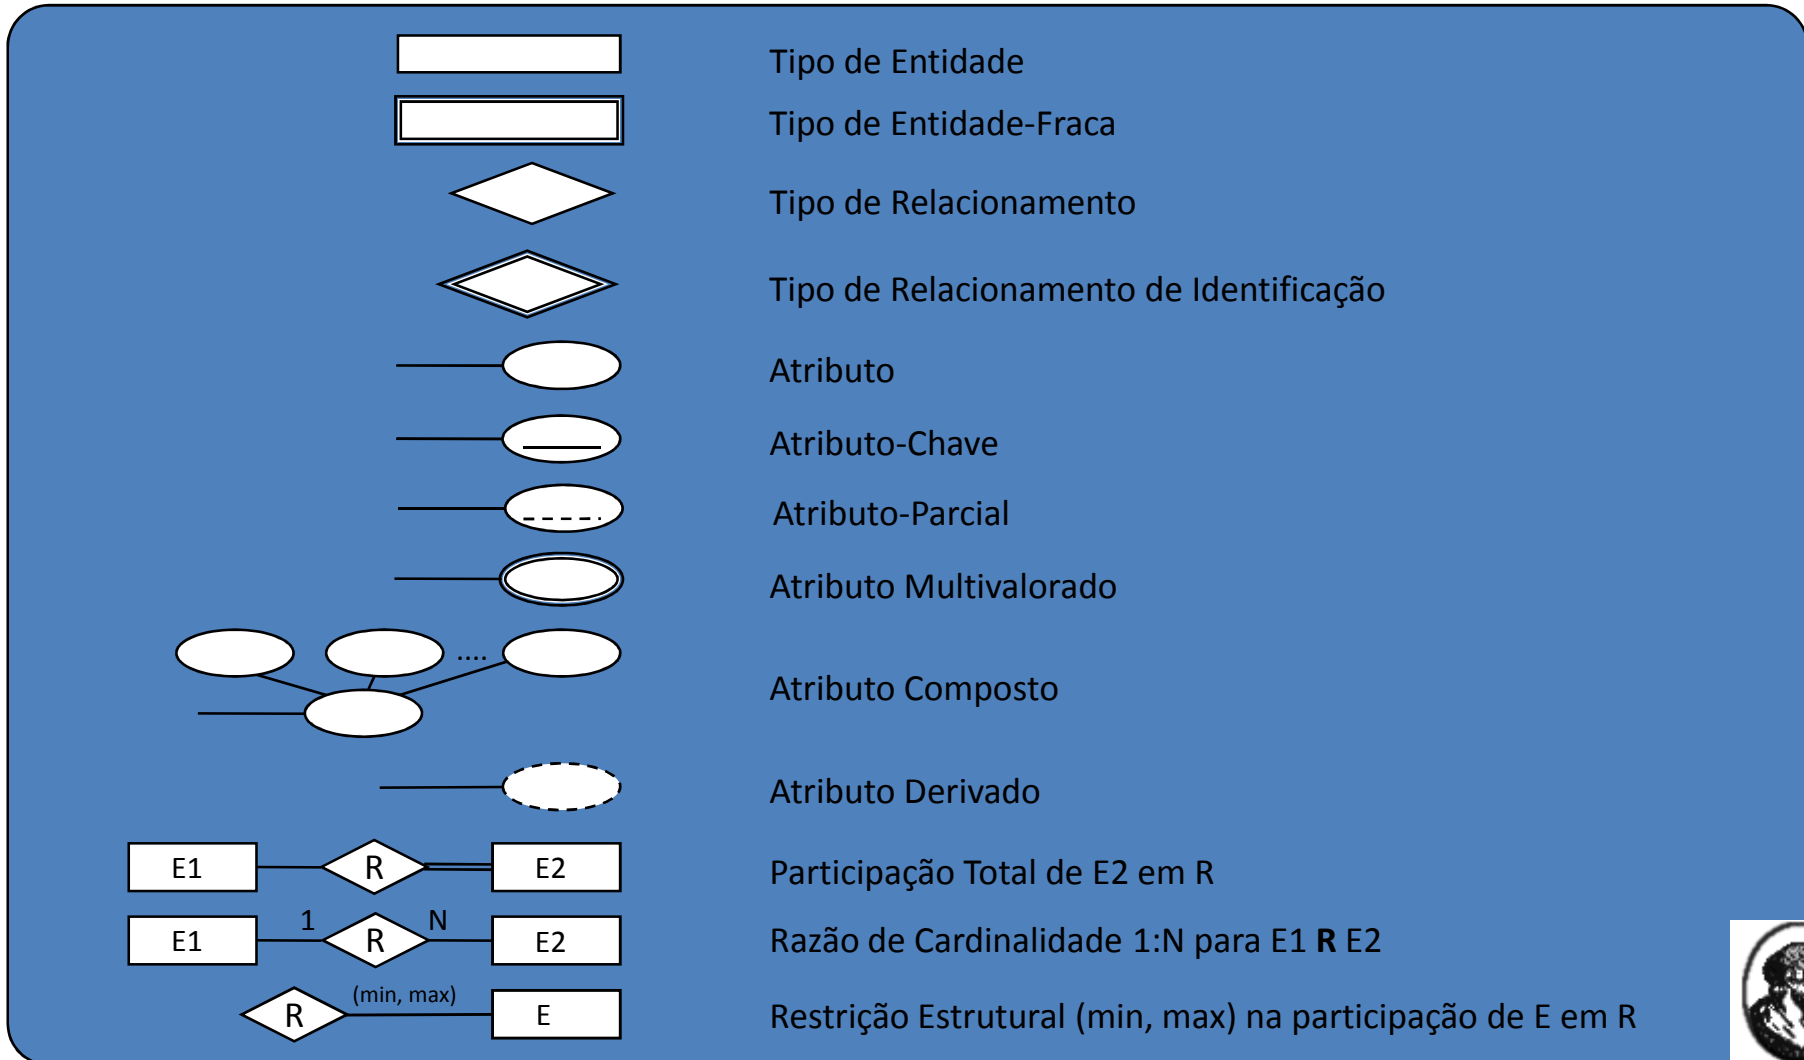 Tipo de Entidade
Tipo de Entidade-Fraca
Tipo de Relacionamento
Tipo de Relacionamento de Identificação
Atributo
Atributo-Chave
Atributo-Parcial
Atributo Multivalorado
....
Atributo Composto
Atributo Derivado
E1 R E2 Participação Total de E2 em R
E1 1 R N E2 Razão de Cardinalidade 1:N para E1 R E2
R (min, max) E Restrição Estrutural (min, max) na participação de E em R